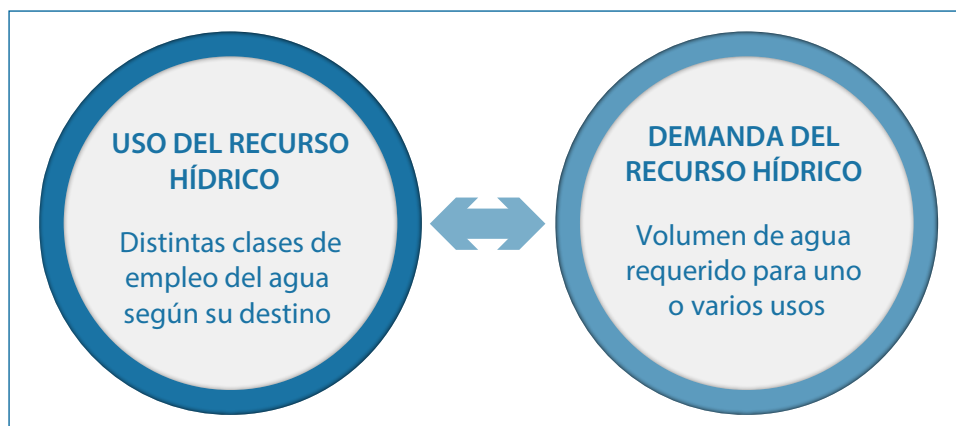 USO DEL RECURSO
HÍDRICO
Distintas clases de
empleo del agua
según su destino
DEMANDA DEL
RECURSO HÍDRICO
Volumen de agua
requerido para uno
o varios usos